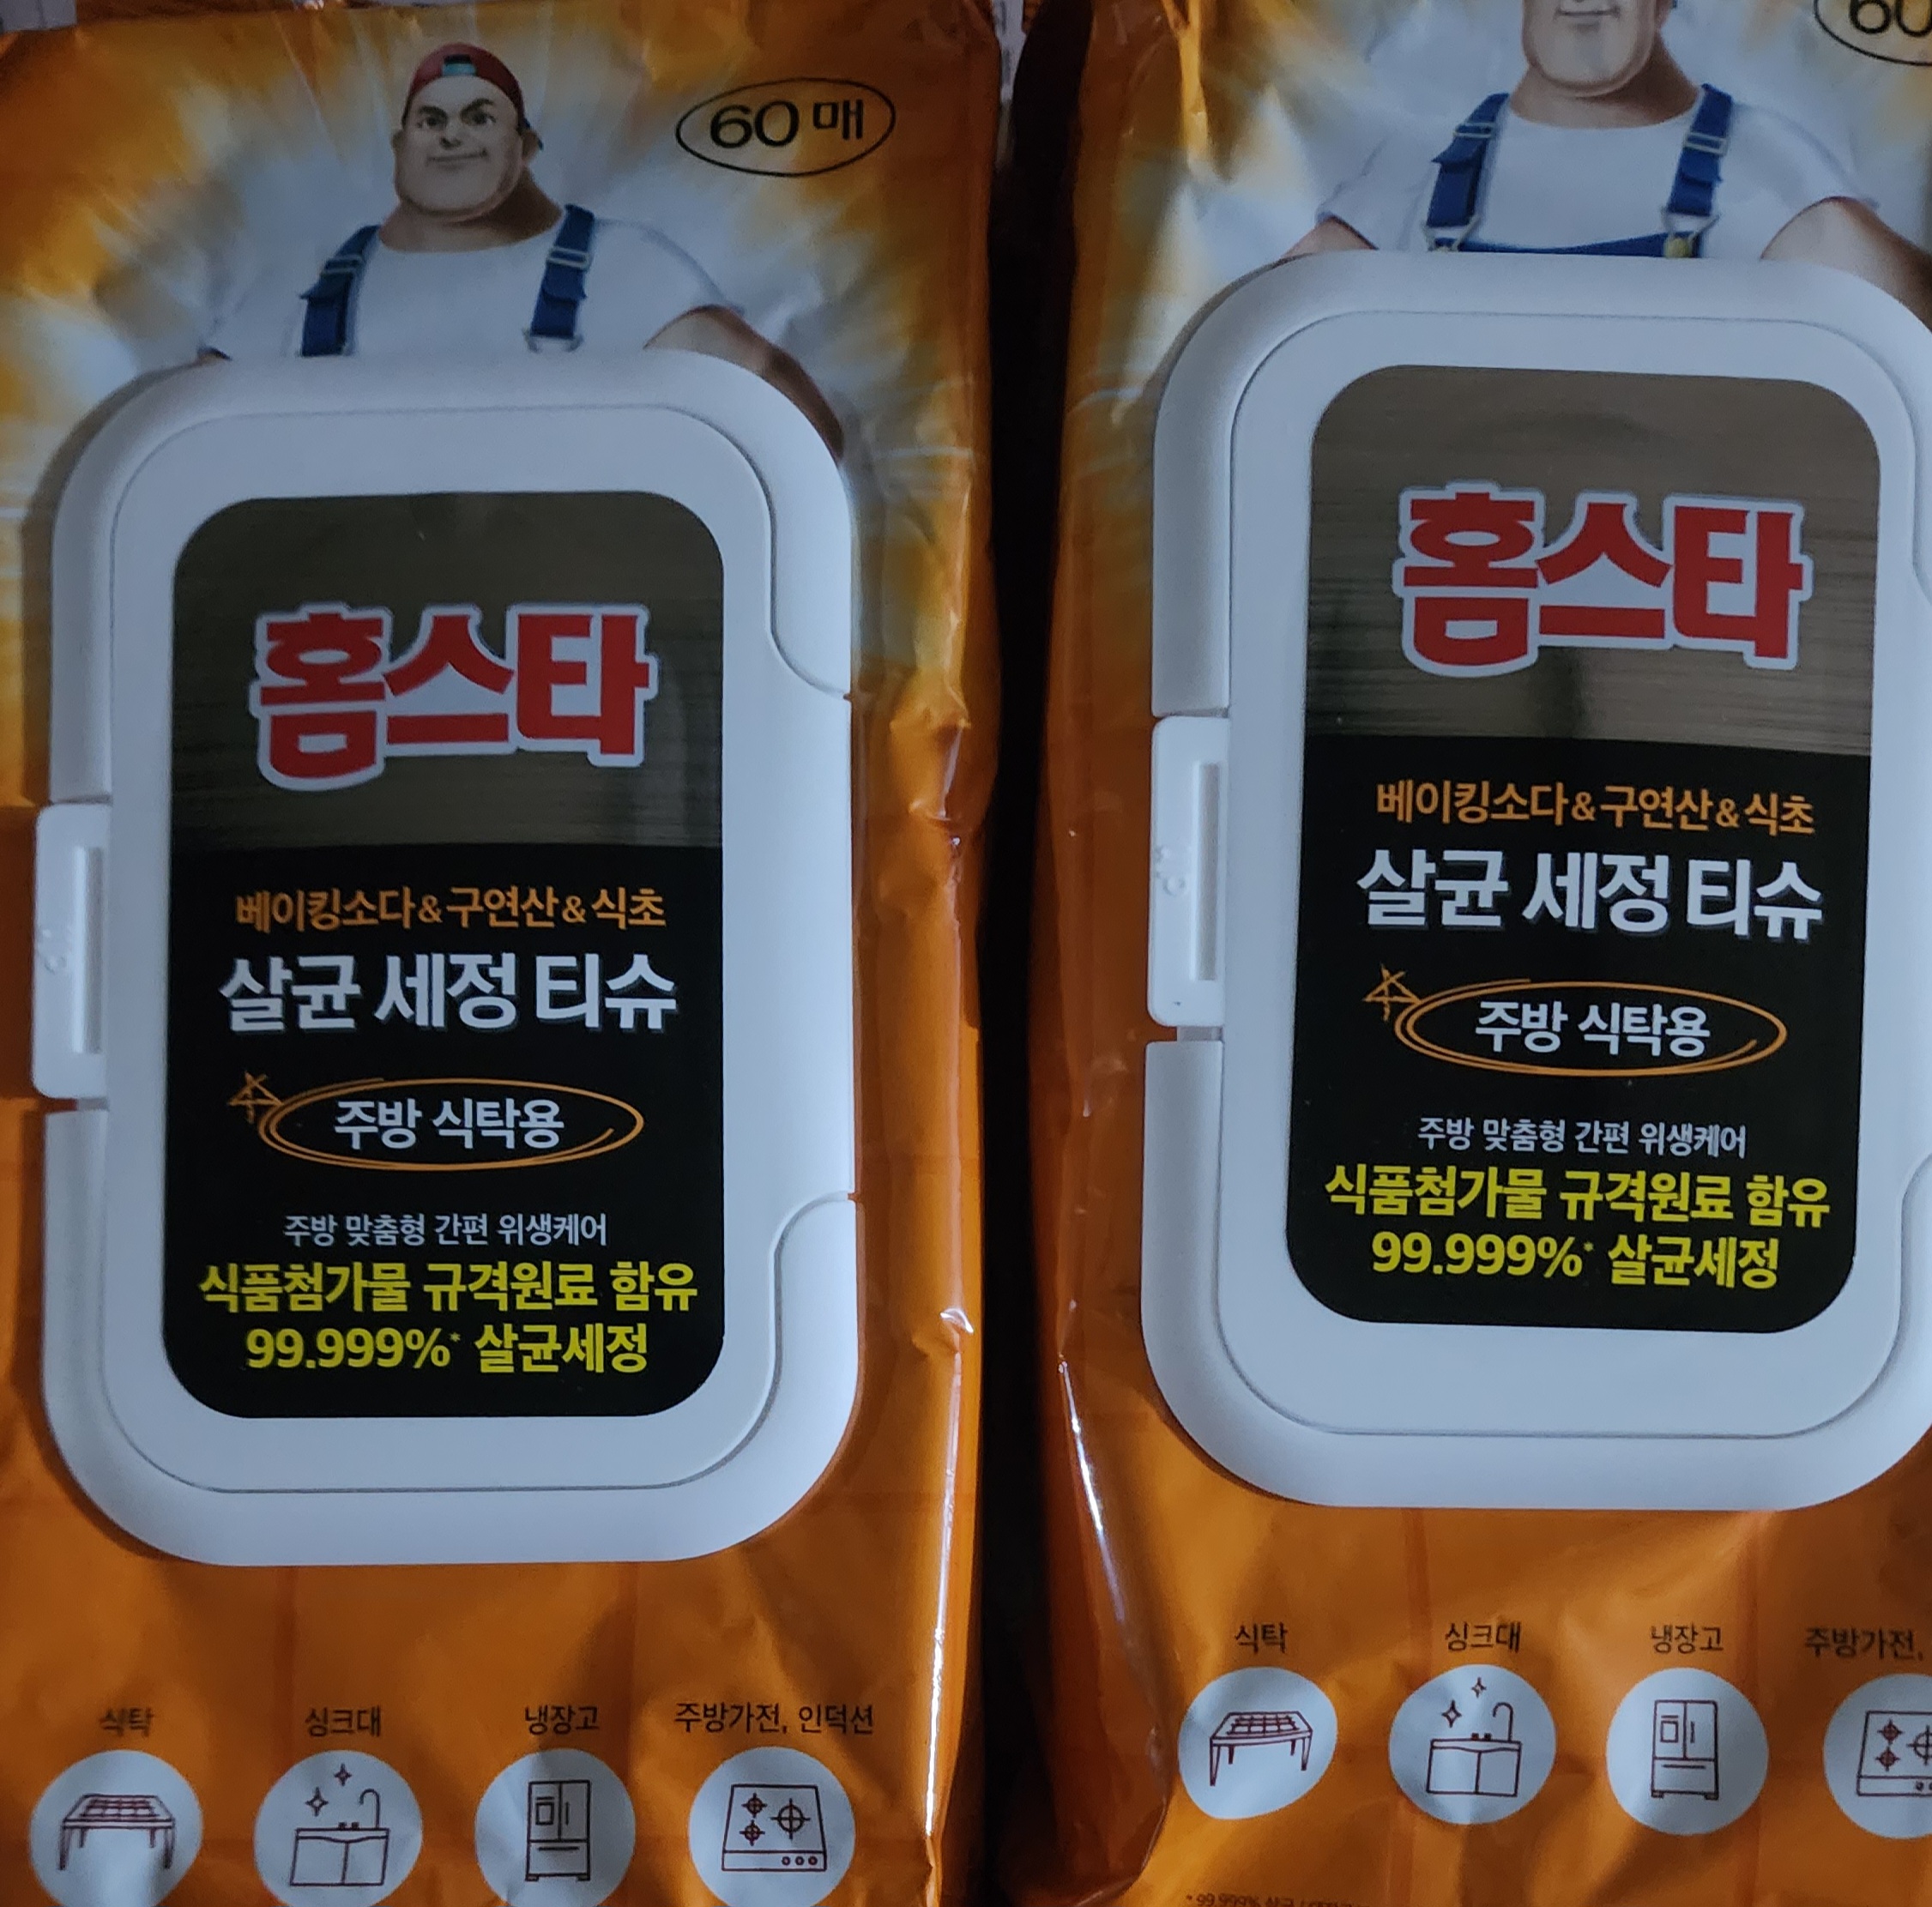 60매
홈스타
베이킹소다&구연산&식초
살균 세정 티슈
주방 식탁용
주방 맞춤형 간편 위생케어
식품첨가물 규격원료 함유
99.999%* 살균세정
식탁
싱크대
냉장고
주방가전, 인덕션
60
홈스타
베이킹소다&구연산&식초
살균 세정 티슈
주방 식탁용
주방 맞춤형 간편 위생케어
식품첨가물 규격원료 함유
99.999%* 살균세정
식탁
싱크대
냉장고
주방가전,
* 99.999% 살균